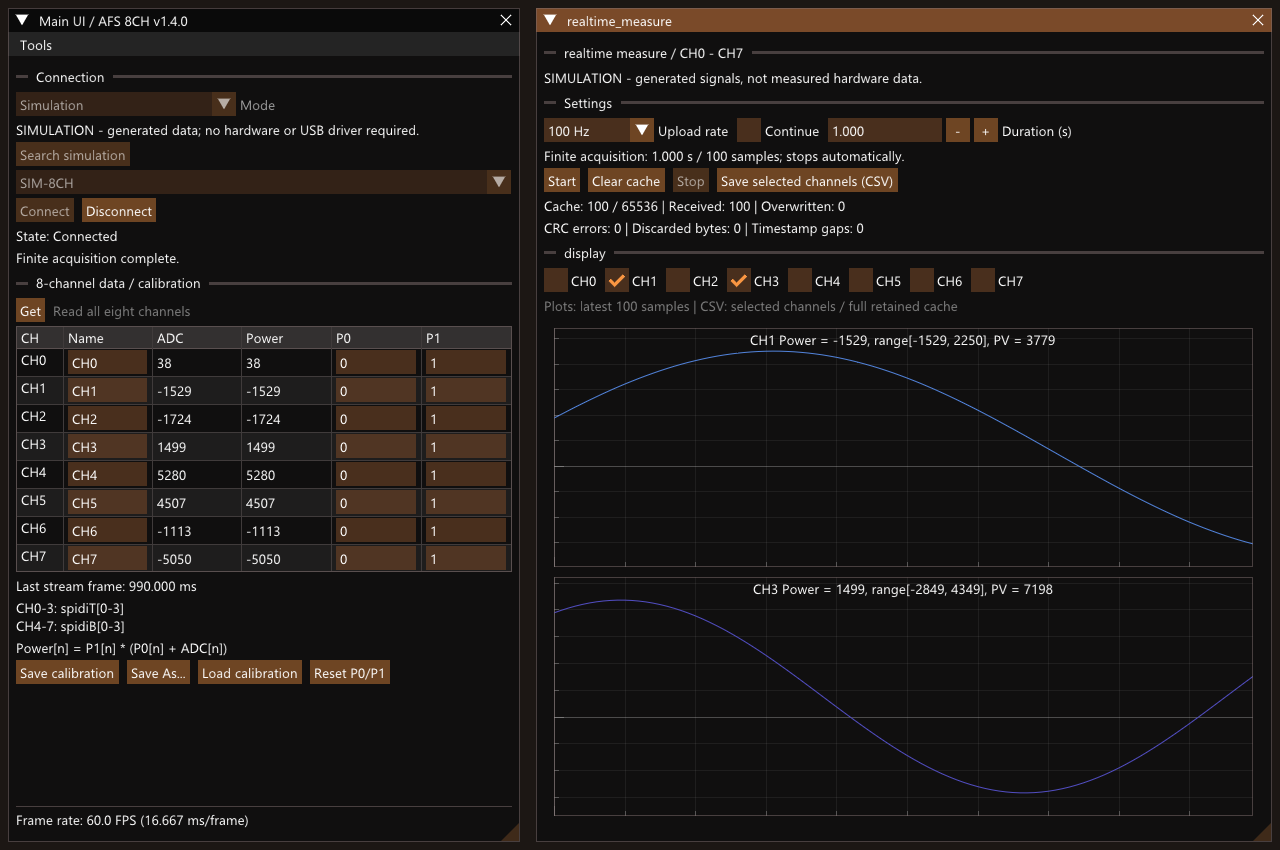 Main UI / AFS 8CH v1.4.0
Tools
Connection
Simulation Mode
SIMULATION - generated data; no hardware or USB driver required.
Search simulation
SIM-8CH
Connect Disconnect
State: Connected
Finite acquisition complete.
8-channel data / calibration
Get Read all eight channels
CH Name ADC Power P0 P1
CH0 CH0 38 38 0 1
CH1 CH1 -1529 -1529 0 1
CH2 CH2 -1724 -1724 0 1
CH3 CH3 1499 1499 0 1
CH4 CH4 5280 5280 0 1
CH5 CH5 4507 4507 0 1
CH6 CH6 -1113 -1113 0 1
CH7 CH7 -5050 -5050 0 1
Last stream frame: 990.000 ms
CH0-3: spidiT[0-3]
CH4-7: spidiB[0-3]
Power[n] = P1[n] * (P0[n] + ADC[n])
Save calibration Save As... Load calibration Reset P0/P1
Frame rate: 60.0 FPS (16.667 ms/frame)
realtime_measure
realtime measure / CH0 - CH7
SIMULATION - generated signals, not measured hardware data.
Settings
100 Hz Upload rate Continue 1.000 - + Duration (s)
Finite acquisition: 1.000 s / 100 samples; stops automatically.
Start Clear cache Stop Save selected channels (CSV)
Cache: 100 / 65536 | Received: 100 | Overwritten: 0
CRC errors: 0 | Discarded bytes: 0 | Timestamp gaps: 0
display
CH0 CH1 CH2 CH3 CH4 CH5 CH6 CH7
Plots: latest 100 samples | CSV: selected channels / full retained cache
CH1 Power = -1529, range[-1529, 2250], PV = 3779
CH3 Power = 1499, range[-2849, 4349], PV = 7198